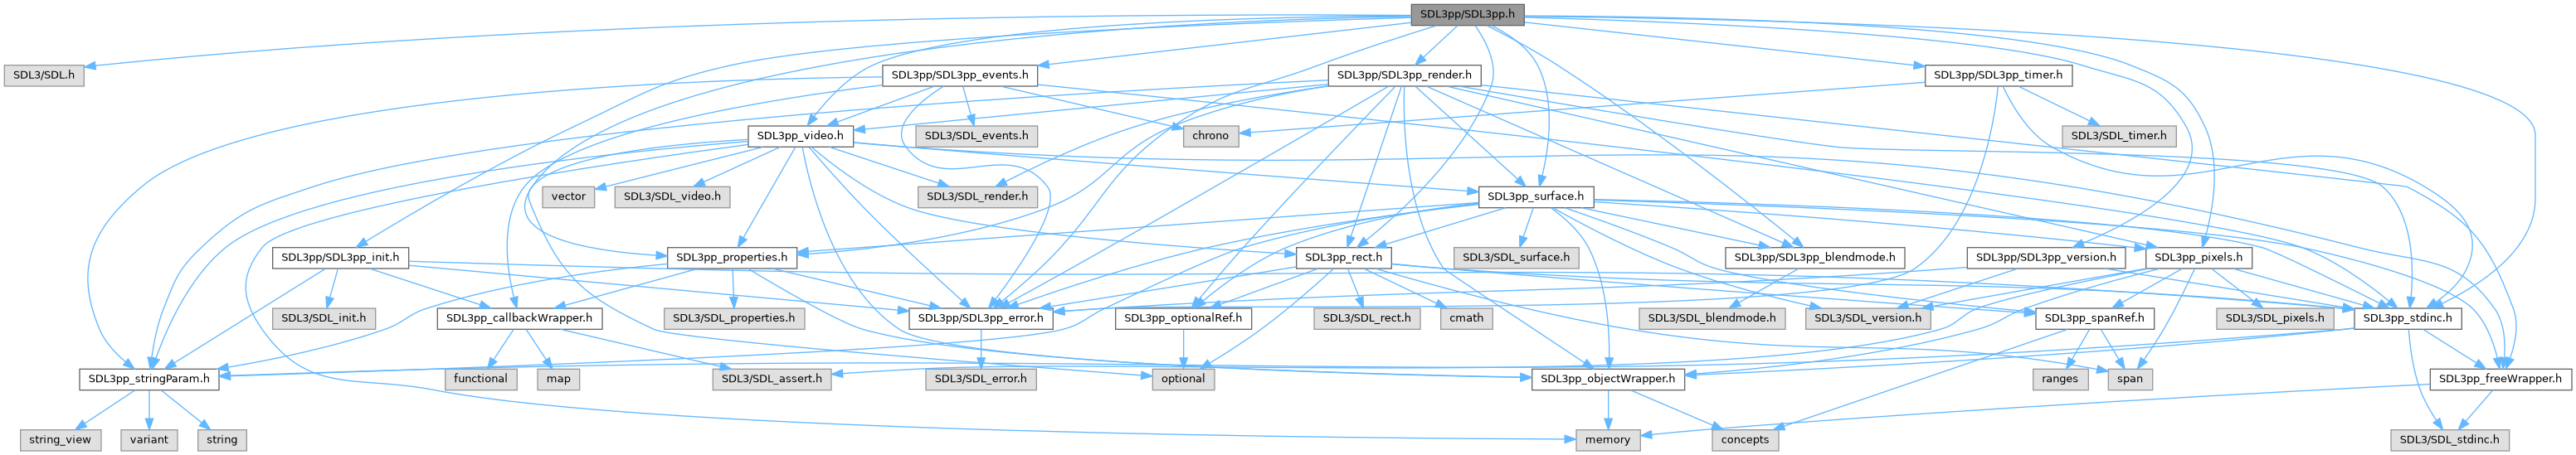 SDL3pp/SDL3pp.h
SDL3/SDL.h
SDL3pp/SDL3pp_events.h
SDL3pp/SDL3pp_render.h
SDL3pp/SDL3pp_timer.h
SDL3pp_video.h
SDL3/SDL_events.h
chrono
SDL3/SDL_timer.h
vector
SDL3/SDL_video.h
SDL3/SDL_render.h
SDL3pp_surface.h
SDL3pp/SDL3pp_init.h
SDL3pp_properties.h
SDL3pp_rect.h
SDL3/SDL_surface.h
SDL3pp/SDL3pp_blendmode.h
SDL3pp/SDL3pp_version.h
SDL3pp_pixels.h
SDL3/SDL_init.h
SDL3pp_callbackWrapper.h
SDL3/SDL_properties.h
SDL3pp/SDL3pp_error.h
SDL3pp_optionalRef.h
SDL3/SDL_rect.h
cmath
SDL3/SDL_blendmode.h
SDL3/SDL_version.h
SDL3pp_spanRef.h
SDL3/SDL_pixels.h
SDL3pp_stdinc.h
SDL3pp_stringParam.h
functional
map
SDL3/SDL_assert.h
SDL3/SDL_error.h
optional
SDL3pp_objectWrapper.h
ranges
span
SDL3pp_freeWrapper.h
string_view
variant
string
memory
concepts
SDL3/SDL_stdinc.h